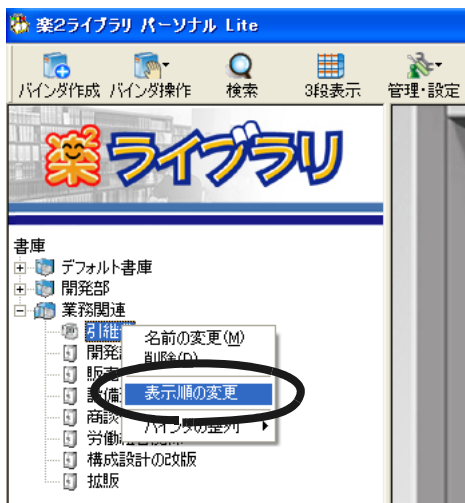 楽2ライブラリ パーソナル Lite
バインダ作成 バインダ操作 検索 3段表示 管理・設定
楽ライブラリ
書庫
デフォルト書庫
開発部
業務関連
引継
名前の変更(M)
開発
削除(D)
販売
表示順の変更
設備
商談
バインダの整列
労働
構成設計の改版
拡販